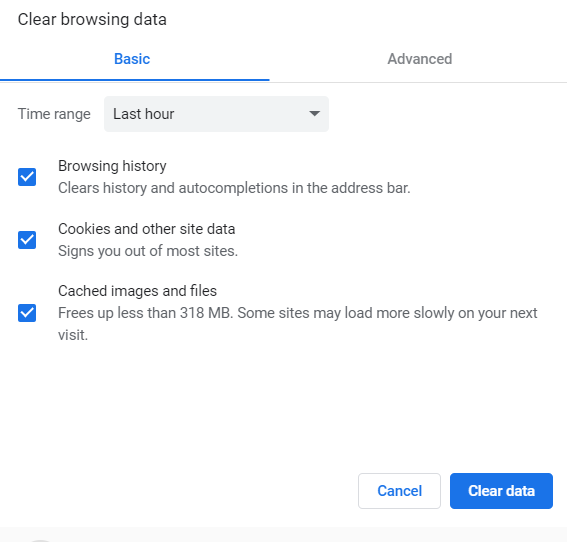 Clear browsing data
Basic
Advanced
Time range
Last hour
Browsing history
Clears history and autocompletions in the address bar.
Cookies and other site data
Signs you out of most sites.
Cached images and files
Frees up less than 318 MB. Some sites may load more slowly on your next
visit.
Cancel
Clear data